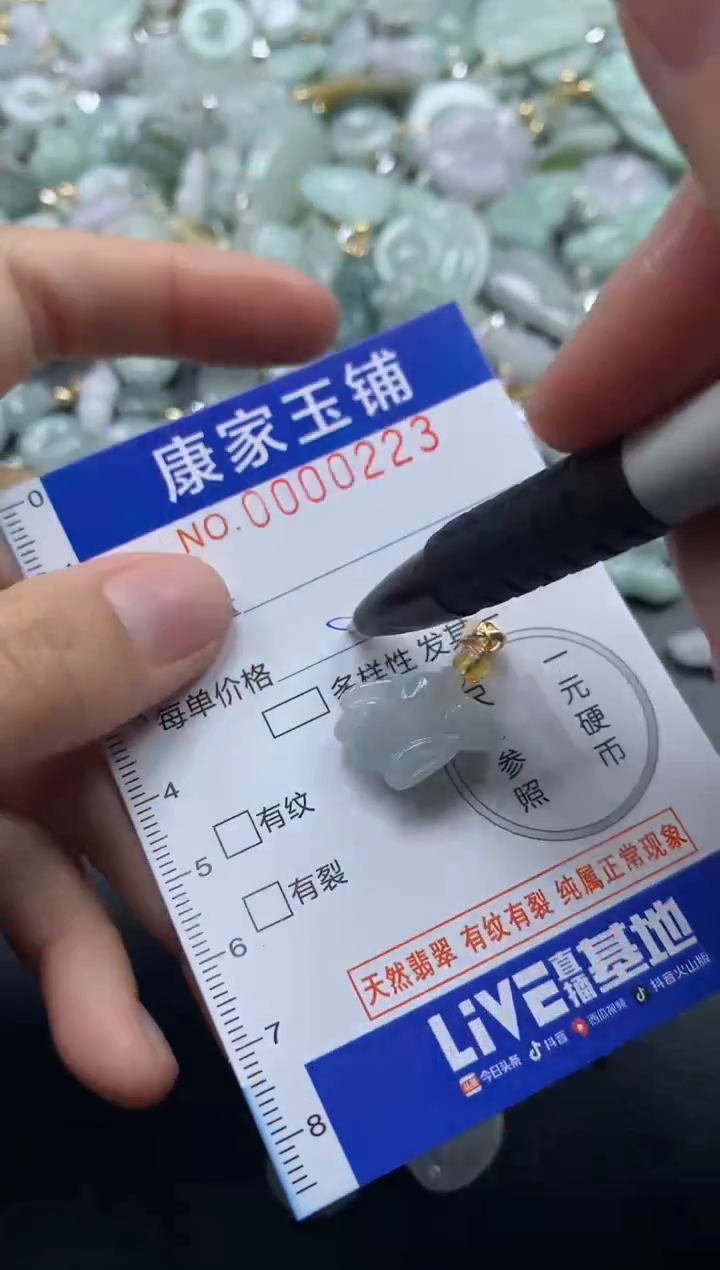 康家玉铺
NO.0000223
每单价格
多样性 发其一
一元硬币
参照
有纹
有裂
天然翡翠 有纹有裂 纯属正常现象
LiVE直播基地
今日头条 抖音 西瓜视频 抖音火山版
0
4
5
6
7
8